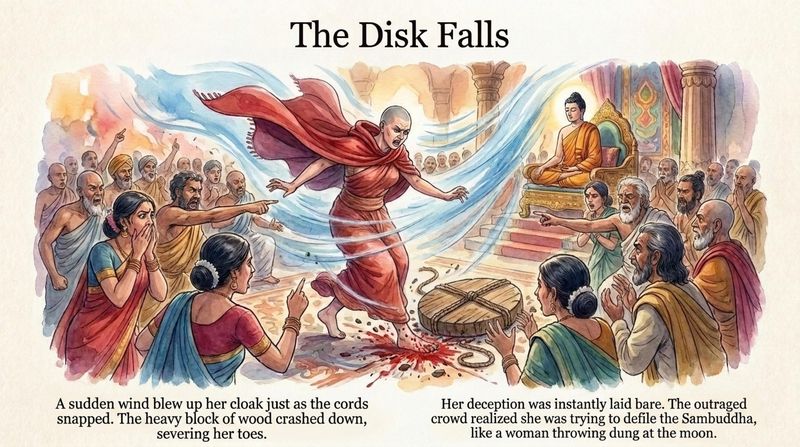 The Disk Falls
A sudden wind blew up her cloak just as the cords
snapped. The heavy block of wood crashed down,
severing her toes.
Her deception was instantly laid bare. The outraged
crowd realized she was trying to defile the Sambuddha,
like a woman throwing dung at the moon.